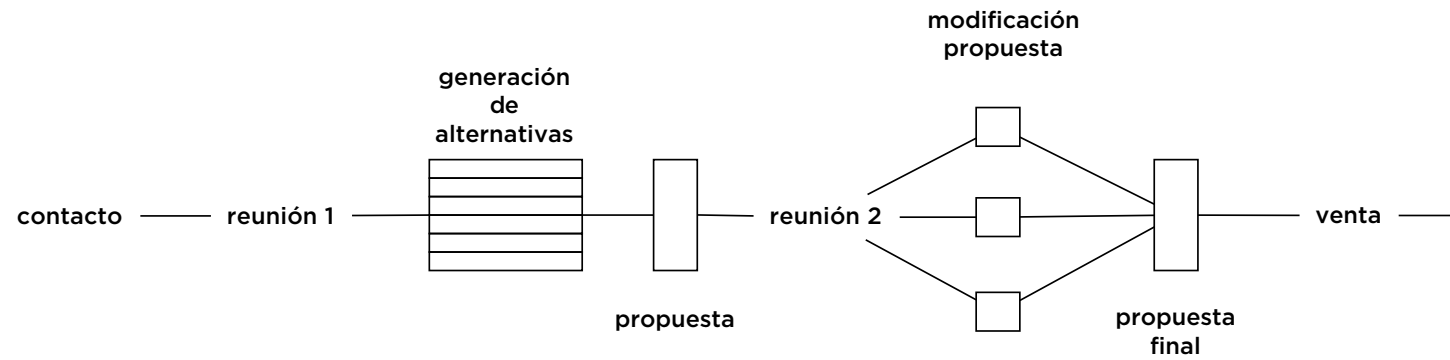 contacto
reunión 1
generación
de
alternativas
propuesta
reunión 2
modificación
propuesta
propuesta
final
venta